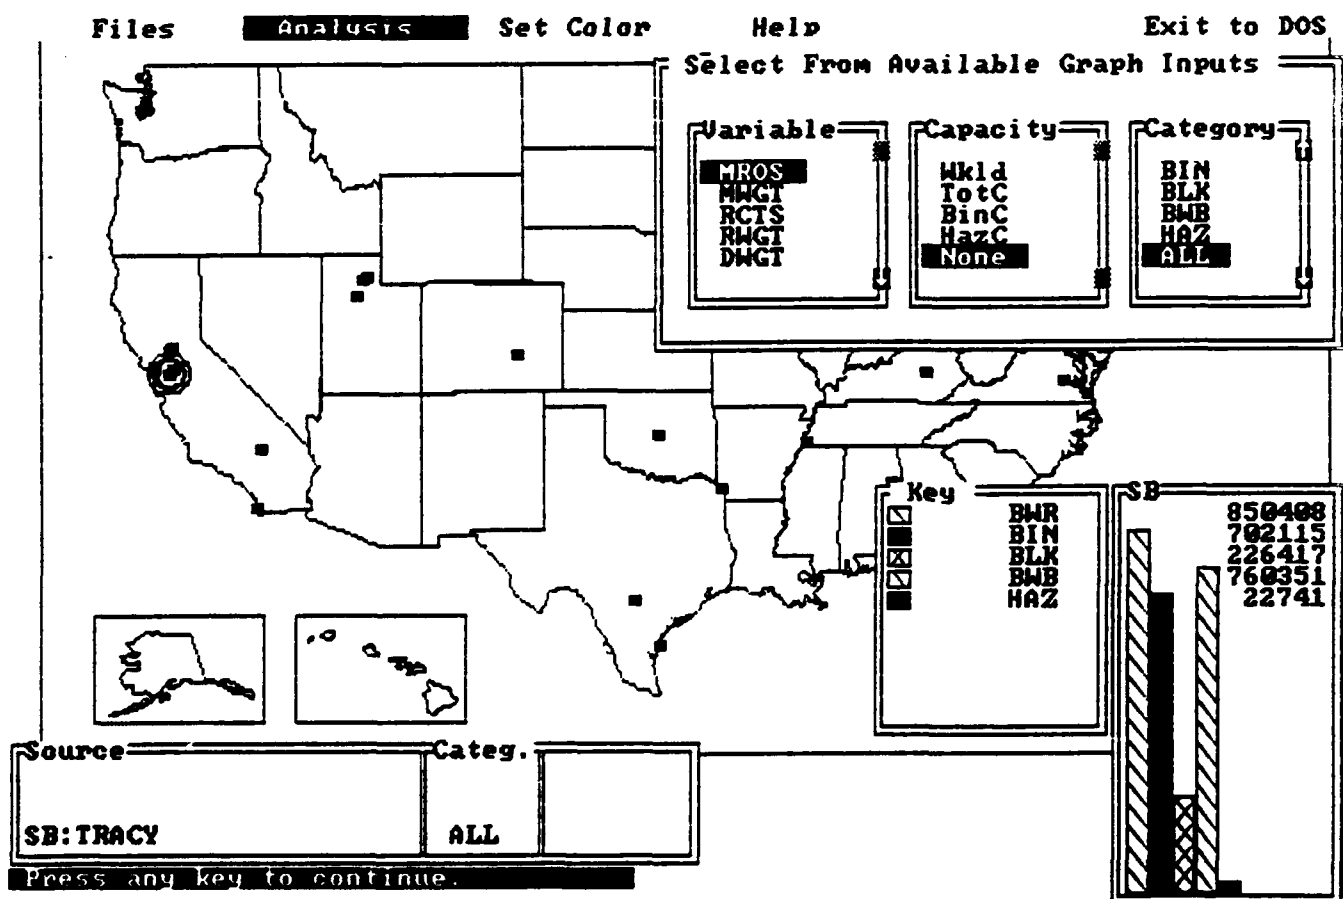 Files Analysis Set Color Help Exit to DOS
Select From Available Graph Inputs
Variable
MROS
MWGT
RCTS
RWGT
DWGT
Capacity
Wkld
TotC
BinC
HazC
None
Category
BIN
BLK
BWB
HAZ
ALL
Key
BWR
BIN
BLK
BWB
HAZ
SB
850408
702115
226417
760351
22741
Source
SB:TRACY
Categ.
ALL
Press any key to continue.